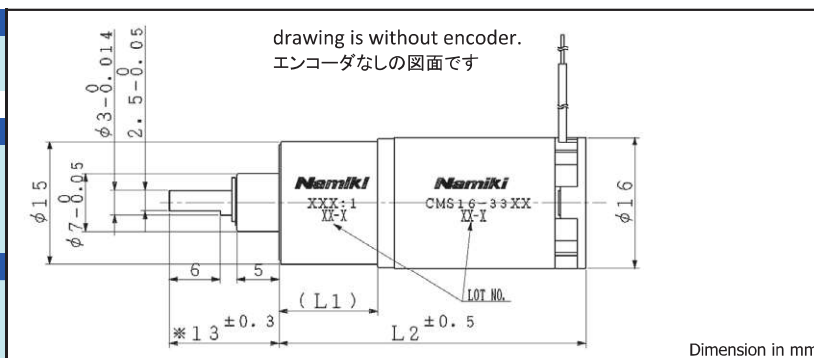 drawing is without encoder.
エンコーダなしの図面です
φ3-0.014
0
2.5-0.05
0
φ15
φ7-0.05
0
Namiki
XXX:1
XX-X
Namiki
CMS16-33XX
XX-X
φ16
6
5
LOT NO.
(L1)
※13 ±0.3
L2 ±0.5
Dimension in mm